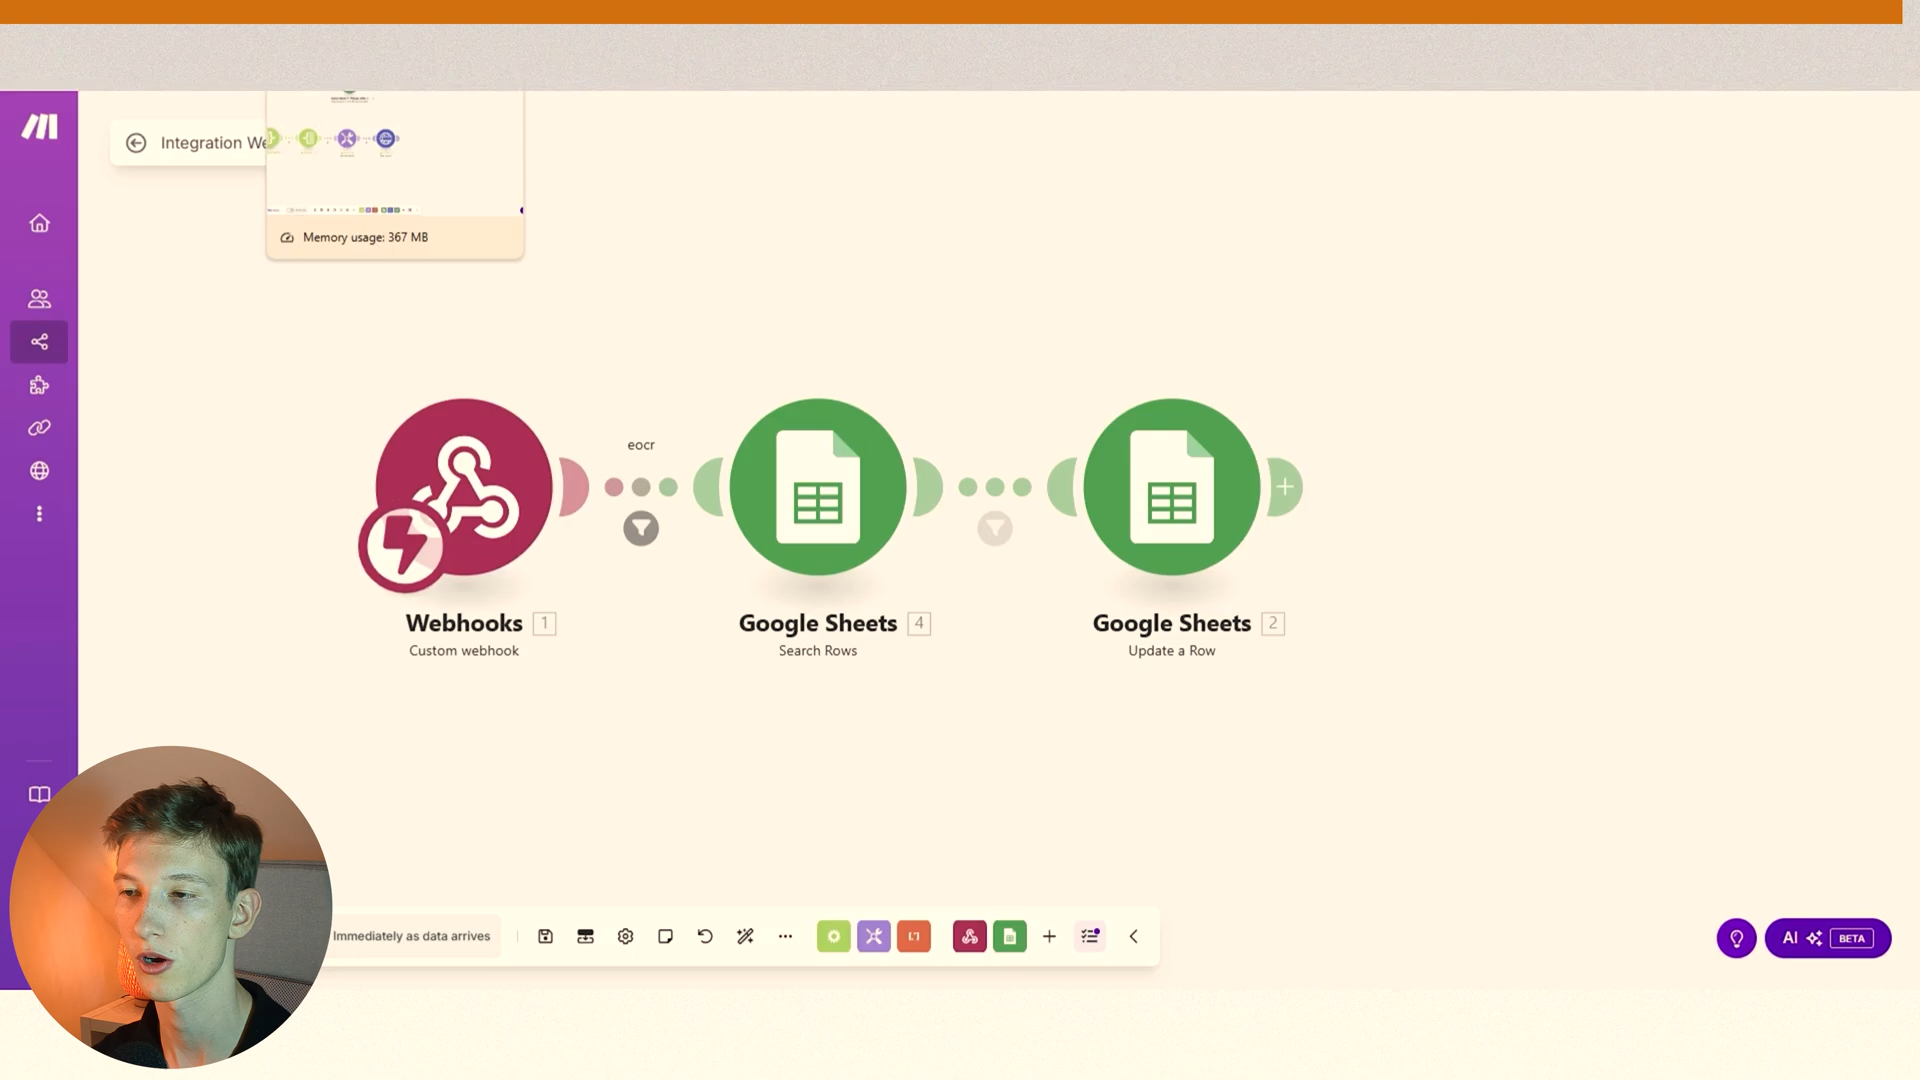 Integration We
Memory usage: 367 MB
eocr
Webhooks 1
Custom webhook
Google Sheets 4
Search Rows
Google Sheets 2
Update a Row
Immediately as data arrives
AI BETA